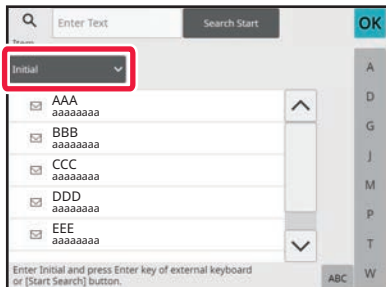 Enter Text
Search Start
OK
Item
Initial
AAA
aaaaaaaa
BBB
aaaaaaaa
CCC
aaaaaaaa
DDD
aaaaaaaa
EEE
aaaaaaaa
Enter Initial and press Enter key of external keyboard
or [Start Search] button.
ABC
A
D
G
J
M
P
T
W